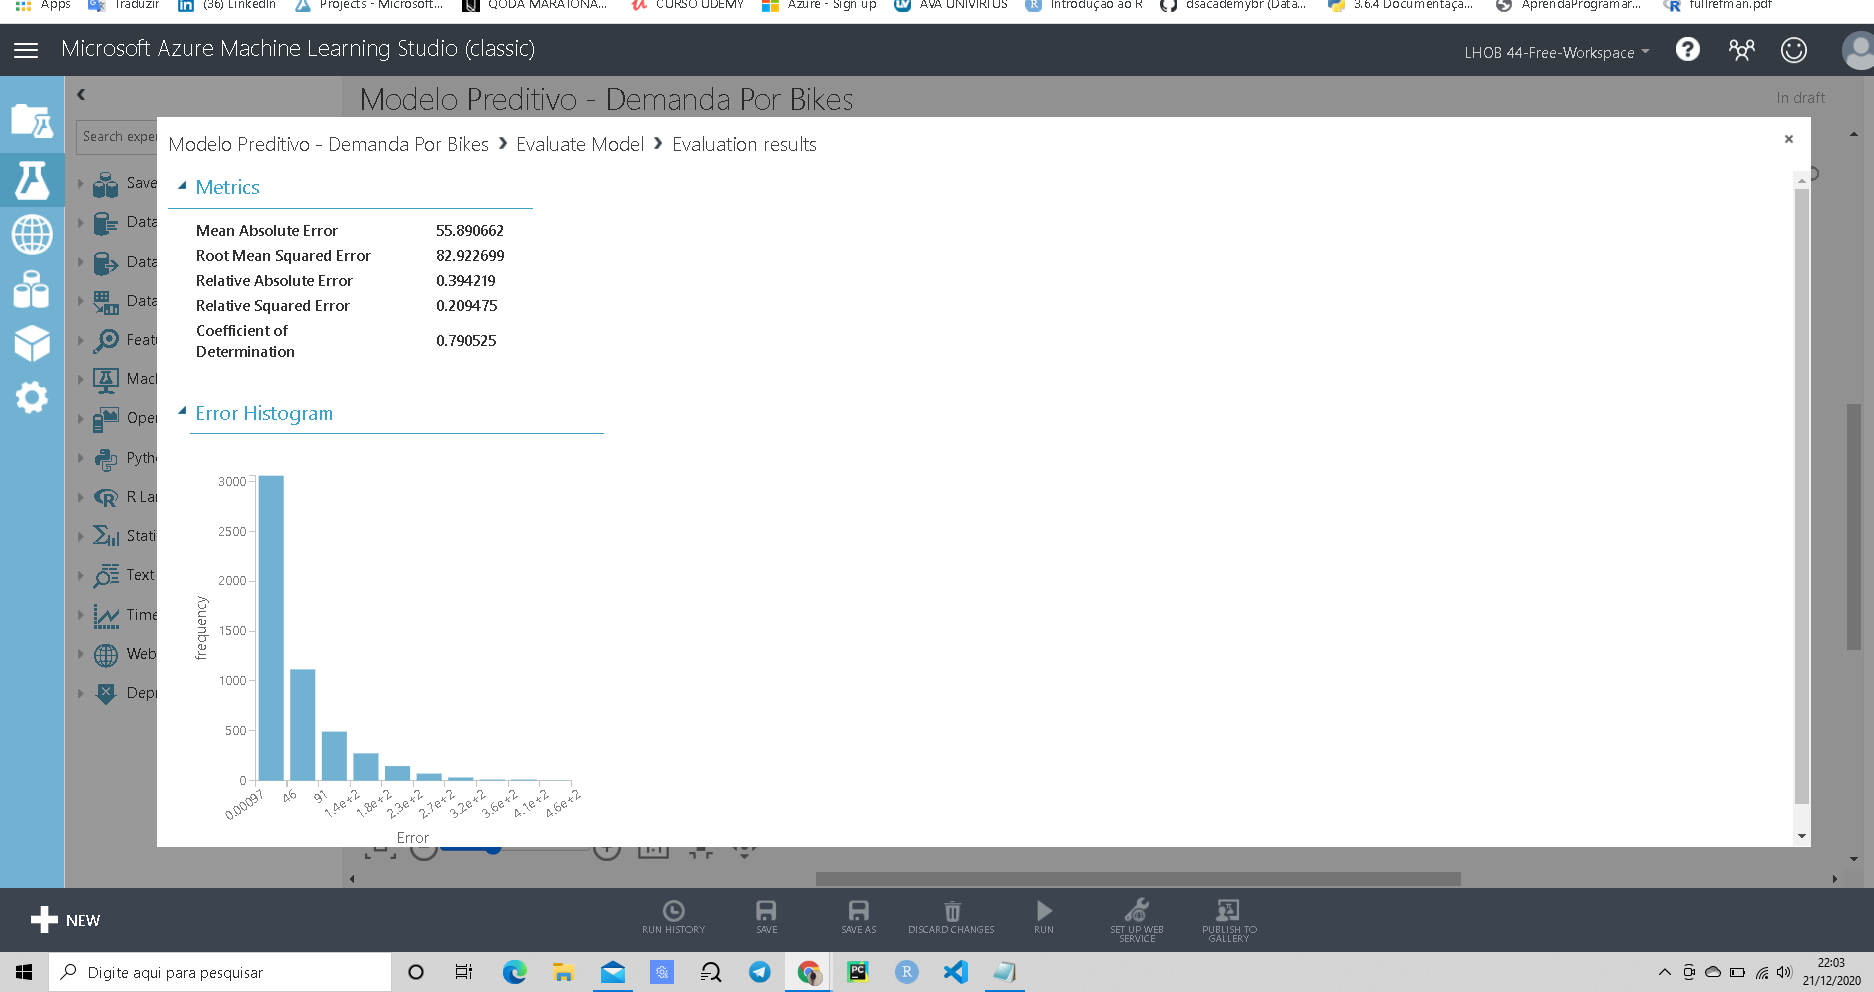 Apps Traduzir (36) LinkedIn Projects - Microsoft... QODA MARATONA... CURSO UDEMY Azure - Sign up AVA UNIVIRTUS Introdução ao R dsacademybr (Data... 3.6.4 Documentaçã... AprendaProgramar... fullrefman.pdf
Microsoft Azure Machine Learning Studio (classic)
LHOB 44-Free-Workspace
Modelo Preditivo - Demanda Por Bikes
In draft
Search expe
Modelo Preditivo - Demanda Por Bikes Evaluate Model Evaluation results
Save
Data
Data
Data
Feat
Mach
Oper
Pyth
R La
Stati
Text
Time
Web
Depr
Metrics
Mean Absolute Error 55.890662
Root Mean Squared Error 82.922699
Relative Absolute Error 0.394219
Relative Squared Error 0.209475
Coefficient of
Determination 0.790525
Error Histogram
3000
2500
2000
1500
1000
500
0
frequency
0.00097 46 91 1.4e+2 1.8e+2 2.3e+2 2.7e+2 3.2e+2 3.6e+2 4.1e+2 4.6e+2
Error
1:1
NEW
RUN HISTORY
SAVE
SAVE AS
DISCARD CHANGES
RUN
SET UP WEB
SERVICE
PUBLISH TO
GALLERY
Digite aqui para pesquisar
PC
R
22:03
21/12/2020